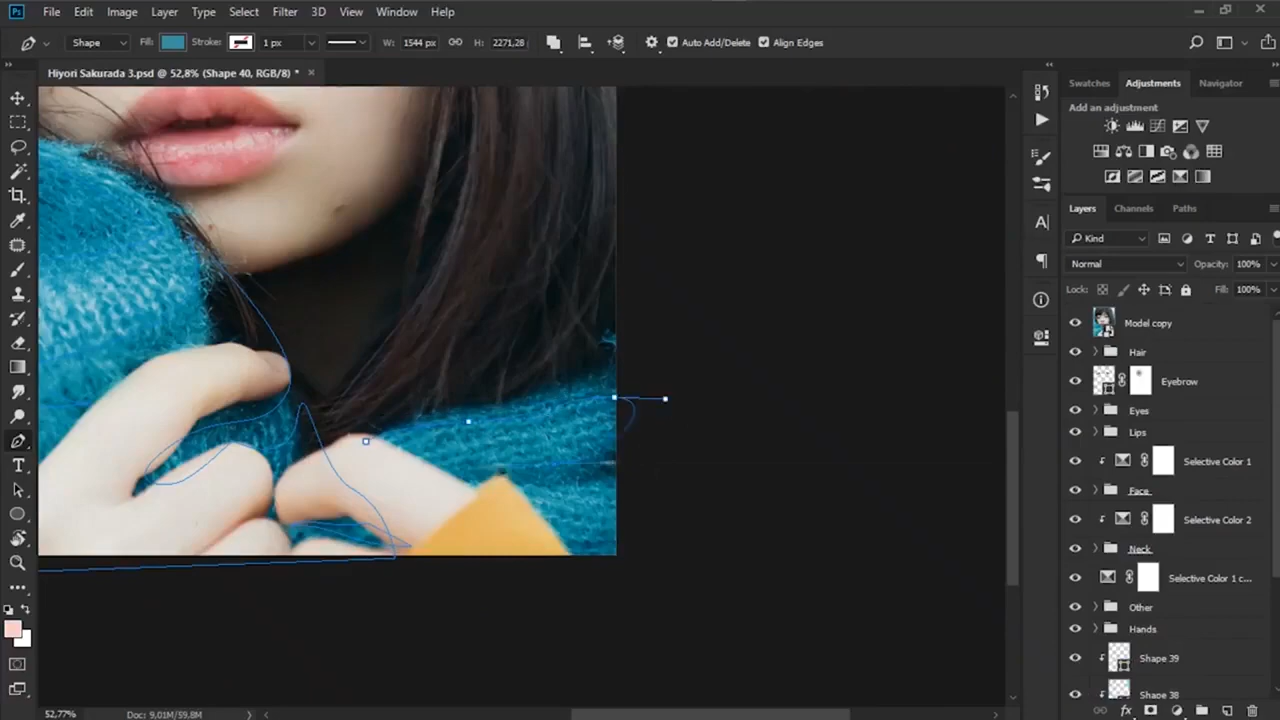 Ps File Edit Image Layer Type Select Filter 3D View Window Help
Shape Fill: Stroke: 1 px W: 1544 px H: 2271,28 Auto Add/Delete Align Edges
Hiyori Sakurada 3.psd @ 52,8% (Shape 40, RGB/8) *
Swatches Adjustments Navigator
Add an adjustment
Layers Channels Paths
Kind
Normal Opacity: 100%
Lock: Fill: 100%
Model copy
Hair
Eyebrow
Eyes
Lips
Selective Color 1
Face
Selective Color 2
Neck
Selective Color 1 c...
Other
Hands
Shape 39
Shape 38
52,77% Doc: 9,01M/59,8M